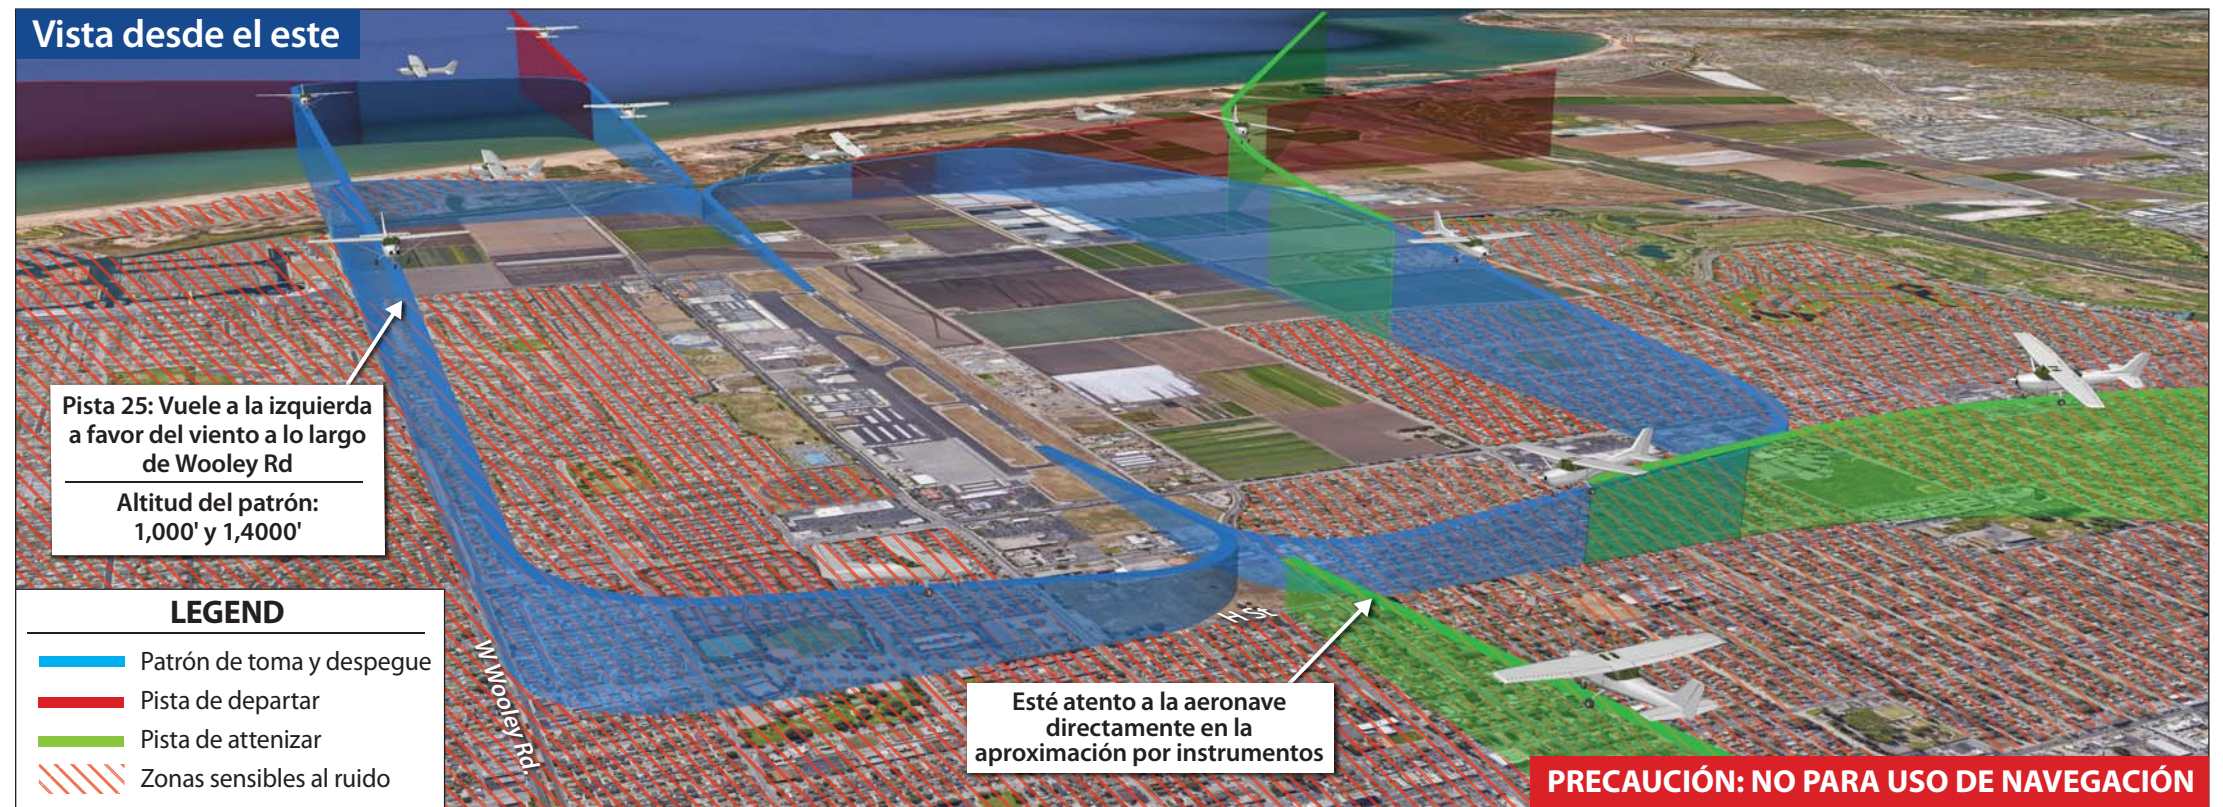 Vista desde el este
Pista 25: Vuele a la izquierda
a favor del viento a lo largo
de Wooley Rd
Altitud del patrón:
1,000' y 1,4000'
LEGEND
Patrón de toma y despegue
Pista de departar
Pista de attenizar
Zonas sensibles al ruido
W Wooley Rd.
H St.
Esté atento a la aeronave
directamente en la
aproximación por instrumentos
PRECAUCIÓN: NO PARA USO DE NAVEGACIÓN